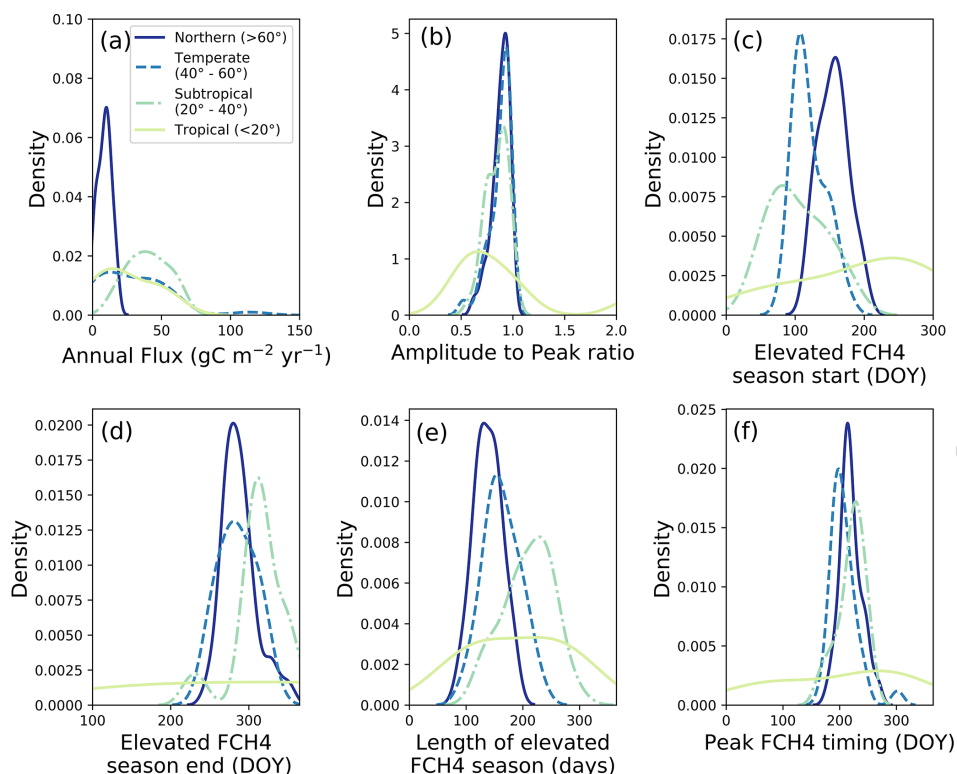 (a)
0.10
0.08
0.06
0.04
0.02
0.00
Density
0
50
100
150
Annual Flux (gC m⁻² yr⁻¹)
Northern (>60°)
Temperate
(40° - 60°)
Subtropical
(20° - 40°)
Tropical (<20°)
(b)
5
4
3
2
1
0
Density
0.0
0.5
1.0
1.5
2.0
Amplitude to Peak ratio
(c)
0.0175
0.0150
0.0125
0.0100
0.0075
0.0050
0.0025
0.0000
Density
0
100
200
300
Elevated FCH4
season start (DOY)
(d)
0.0200
0.0175
0.0150
0.0125
0.0100
0.0075
0.0050
0.0025
0.0000
Density
100
200
300
Elevated FCH4
season end (DOY)
(e)
0.014
0.012
0.010
0.008
0.006
0.004
0.002
0.000
Density
0
100
200
300
Length of elevated
FCH4 season (days)
(f)
0.025
0.020
0.015
0.010
0.005
0.000
Density
0
100
200
300
Peak FCH4 timing (DOY)